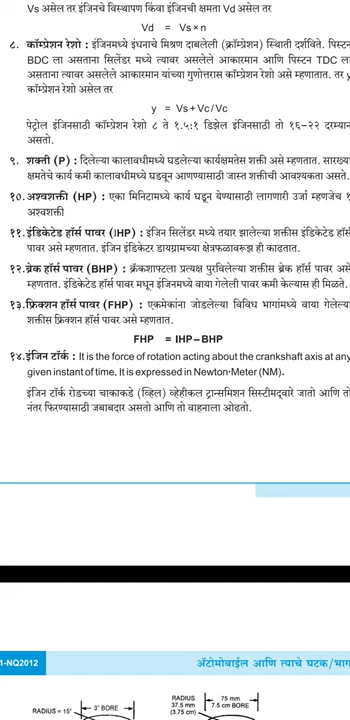 Vs असेल तर इंजिनचे विस्थापण किंवा इंजिनची क्षमता Vd असेल तर
Vd = Vs × n
८. कॉम्प्रेशन रेशो : इंजिनमध्ये इंधनाचे मिश्रण दाबलेली (क्रॉम्प्रेशन) स्थिती दर्शविते. पिस्टन
BDC ला असताना सिलेंडर मध्ये त्यावर असलेले आकारमान आणि पिस्टन TDC ला
असताना त्यावर असलेले आकारमान यांच्या गुणोत्तरास कॉम्प्रेशन रेशो असे म्हणातात. तर y
कॉम्प्रेशन रेशो असेल तर
y = Vs + Vc / Vc
पेट्रोल इंजिनसाठी कॉम्प्रेशन रेशो ८ ते १.५:१ डिझेल इंजिनसाठी तो १६–२२ दरम्यान
असतो.
९. शक्ती (P) : दिलेल्या कालावधीमध्ये घडलेल्या कार्यक्षमतेस शक्ती असे म्हणतात. सारख्या
क्षमतेचे कार्य कमी कालावधीमध्ये घडवून आणण्यासाठी जास्त शक्तीची आवश्यकता असते.
१०. अश्वशक्ती (HP) : एका मिनिटामध्ये कार्य घडून येण्यासाठी लागणारी उर्जा म्हणजेच १
अश्वशक्ती
११. इंडिकेटेड हॉर्स पावर (IHP) : इंजिन सिलेंडर मध्ये तयार झालेल्या शक्तीस इंडिकेटेड हॉर्स
पावर असे म्हणतात. इंजिन इंडिकेटर डायग्रामच्या क्षेत्रफळावरून ही काढतात.
१२. ब्रेक हॉर्स पावर (BHP) : क्रँकशाफ्टला प्रत्यक्ष पुरविलेल्या शक्तीस ब्रेक हॉर्स पावर असे
म्हणतात. इंडिकेटेड हॉर्स पावर मधून इंजिनमध्ये वाया गेलेली पावर कमी केल्यास ही मिळते.
१३. फ्रिक्शन हॉर्स पावर (FHP) : एकमेकांना जोडलेल्या विविध भागांमध्ये वाया गेलेल्या
शक्तीस फ्रिक्शन हॉर्स पावर असे म्हणतात.
FHP = IHP – BHP
१४. इंजिन टॉर्क : It is the force of rotation acting about the crankshaft axis at any
given instant of time. It is expressed in Newton-Meter (NM).
इंजिन टॉर्क रोडच्या चाकाकडे (व्हिल) व्हेहीकल ट्रान्समिशन सिस्टीमद्वारे जातो आणि तो
नंतर फिरण्यासाठी जबाबदार असतो आणि तो वाहनाला ओढतो.
1-NQ2012
अ‍ॅटोमोबाईल आणि त्याचे घटक/भाग
RADIUS = 15"
3" BORE
RADIUS
37.5 mm
(3.75 cm)
75 mm
7.5 cm BORE